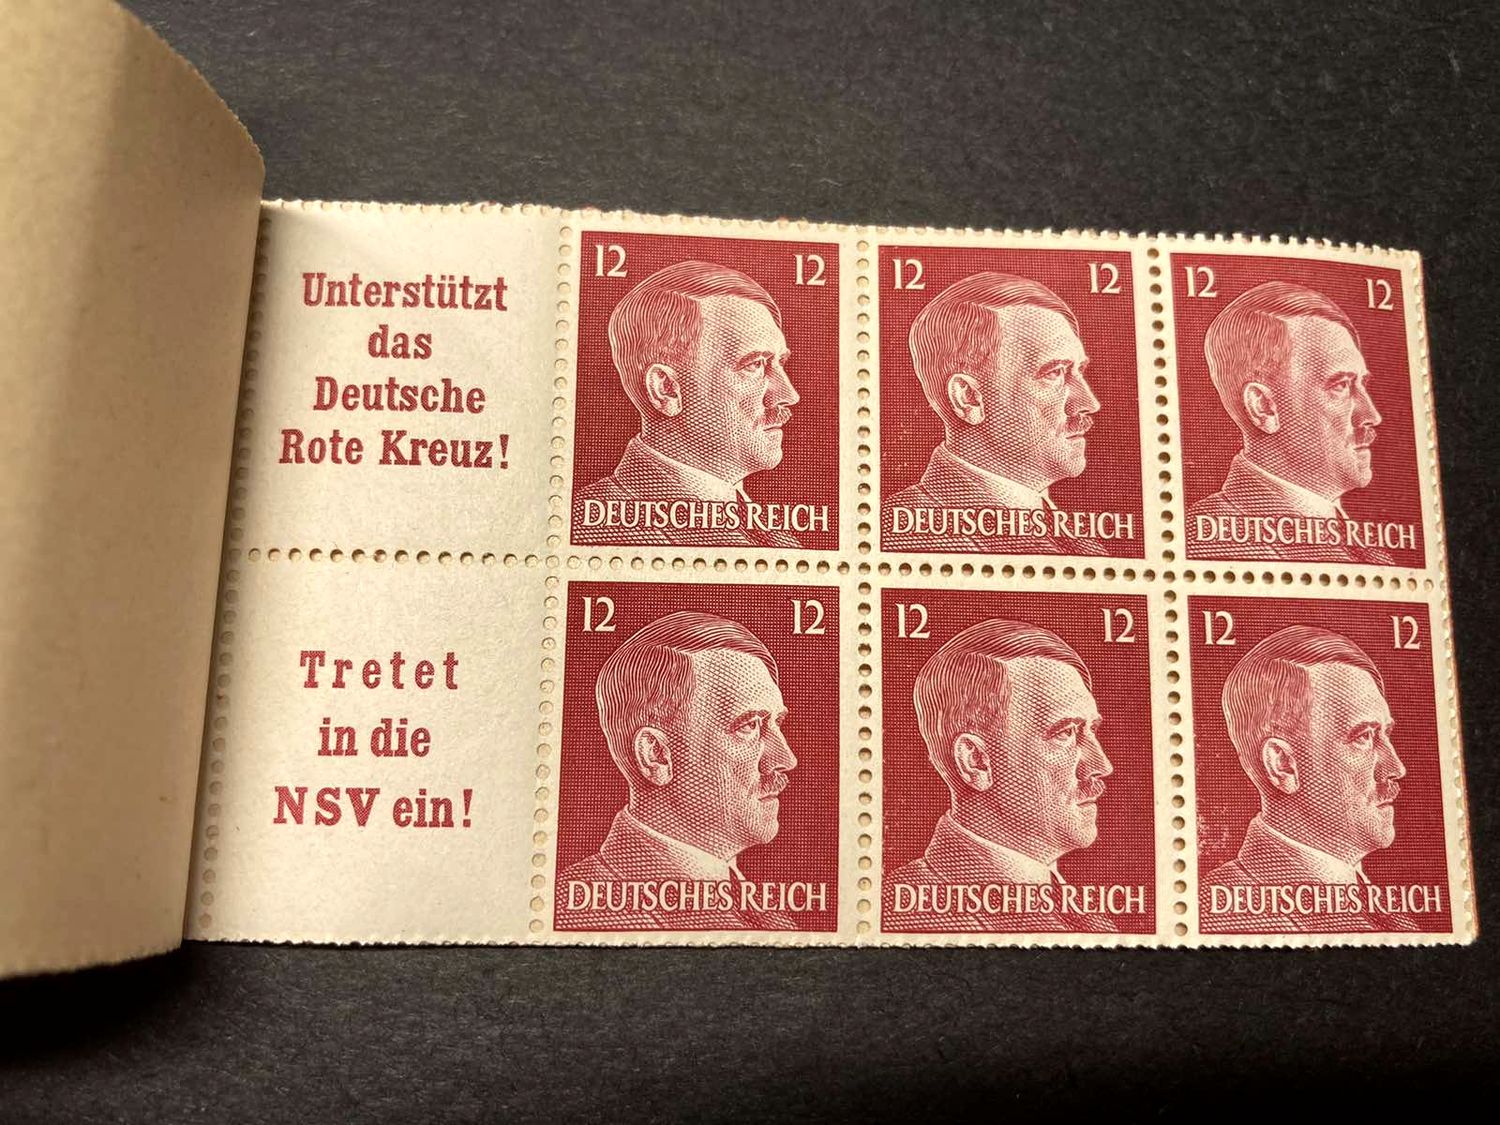 Unterstützt
das
Deutsche
Rote Kreuz!
12 12
DEUTSCHES REICH
12 12
DEUTSCHES REICH
12 12
DEUTSCHES REICH
Tretet
in die
NSV ein!
12 12
DEUTSCHES REICH
12 12
DEUTSCHES REICH
12 12
DEUTSCHES REICH